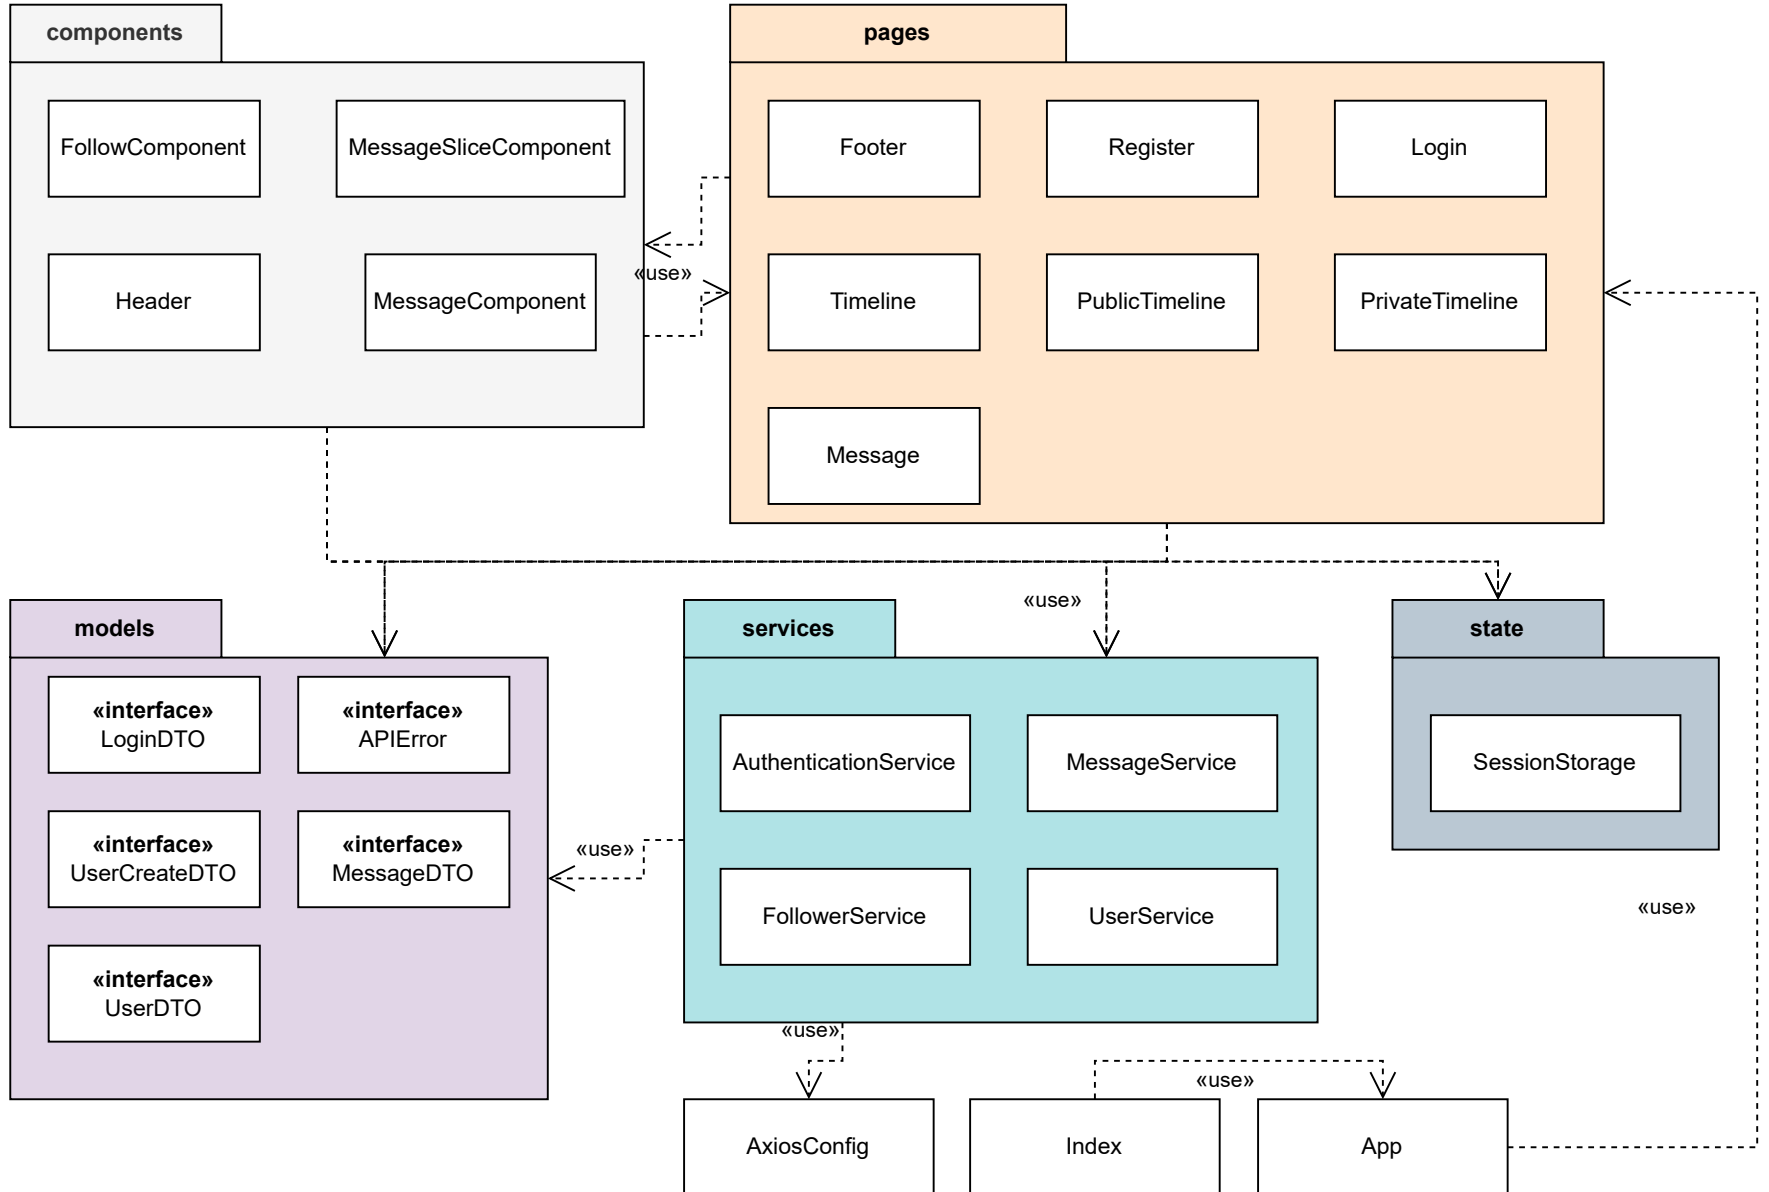 components
pages
FollowComponent
MessageSliceComponent
Footer
Register
Login
«use»
Header
MessageComponent
Timeline
PublicTimeline
PrivateTimeline
Message
«use»
models
services
state
«interface»
LoginDTO
«interface»
APIError
AuthenticationService
MessageService
SessionStorage
«interface»
UserCreateDTO
«interface»
MessageDTO
«use»
FollowerService
UserService
«use»
«interface»
UserDTO
«use»
«use»
AxiosConfig
Index
App